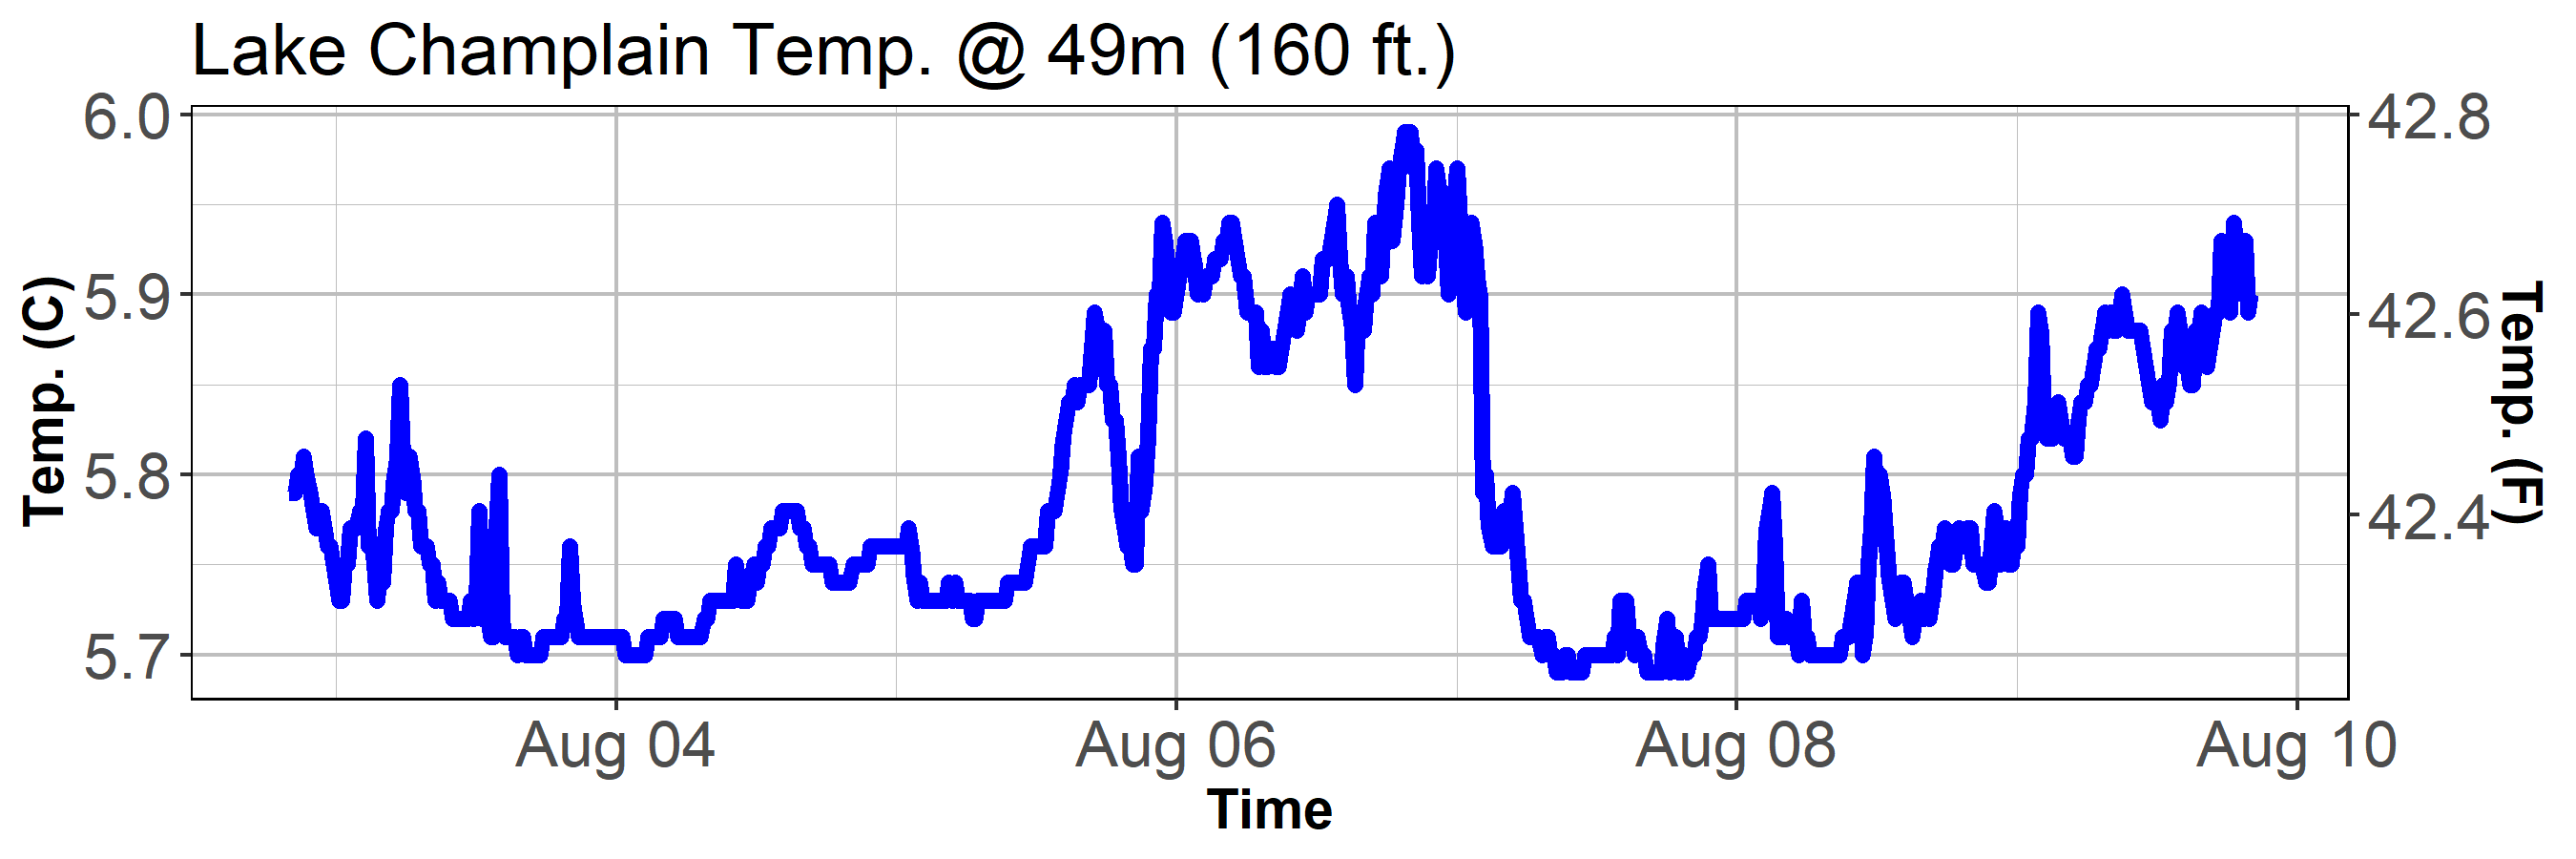 Lake Champlain Temp. @ 49m (160 ft.)
6.0
5.9
5.8
5.7
Temp. (C)
42.8
42.6
42.4
Temp. (F)
Aug 04
Aug 06
Aug 08
Aug 10
Time